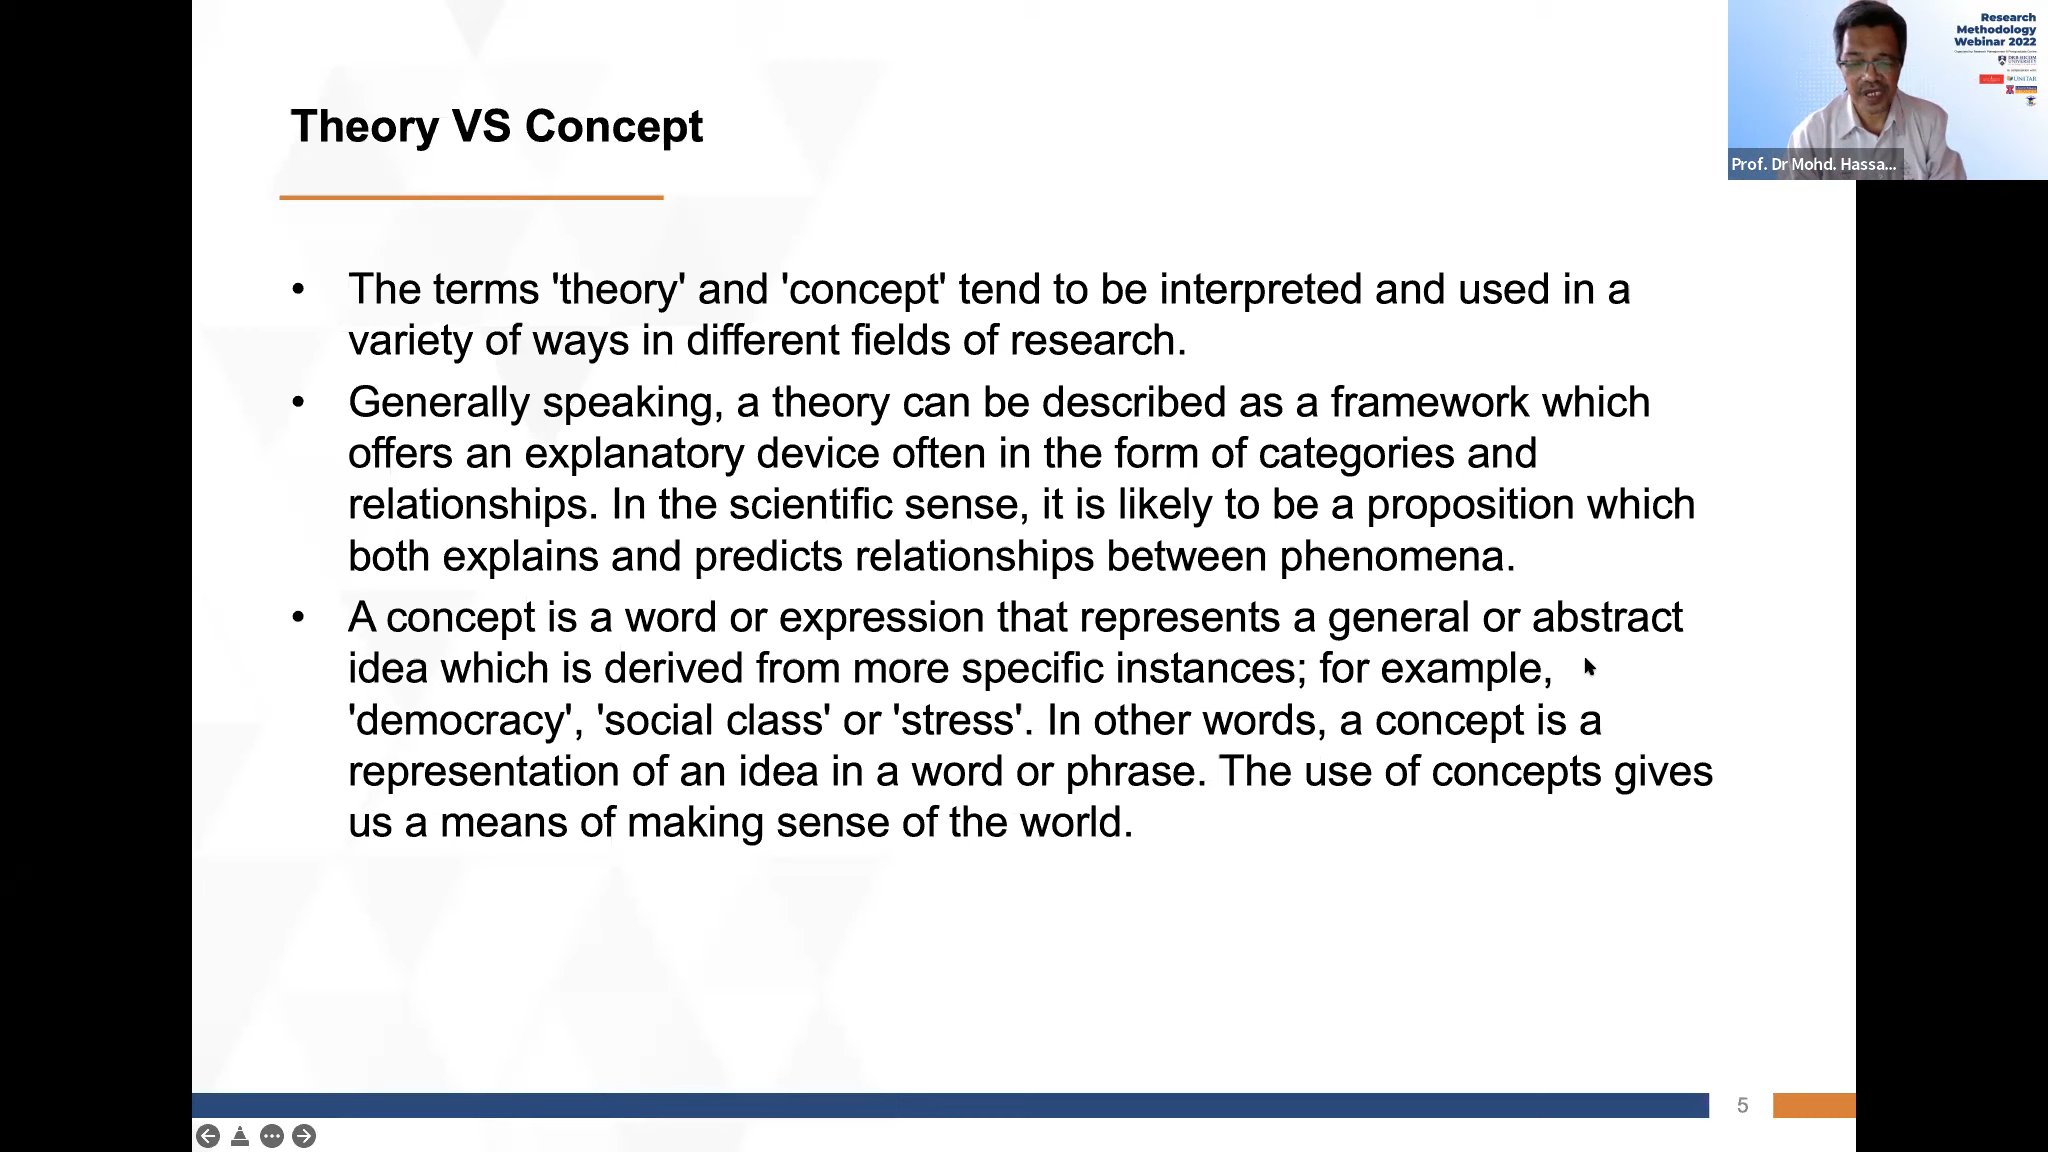 Theory VS Concept
• The terms 'theory' and 'concept' tend to be interpreted and used in a
variety of ways in different fields of research.
• Generally speaking, a theory can be described as a framework which
offers an explanatory device often in the form of categories and
relationships. In the scientific sense, it is likely to be a proposition which
both explains and predicts relationships between phenomena.
• A concept is a word or expression that represents a general or abstract
idea which is derived from more specific instances; for example,
'democracy', 'social class' or 'stress'. In other words, a concept is a
representation of an idea in a word or phrase. The use of concepts gives
us a means of making sense of the world.
5
Research
Methodology
Webinar 2022
UNITAR
Prof. Dr Mohd. Hassa...